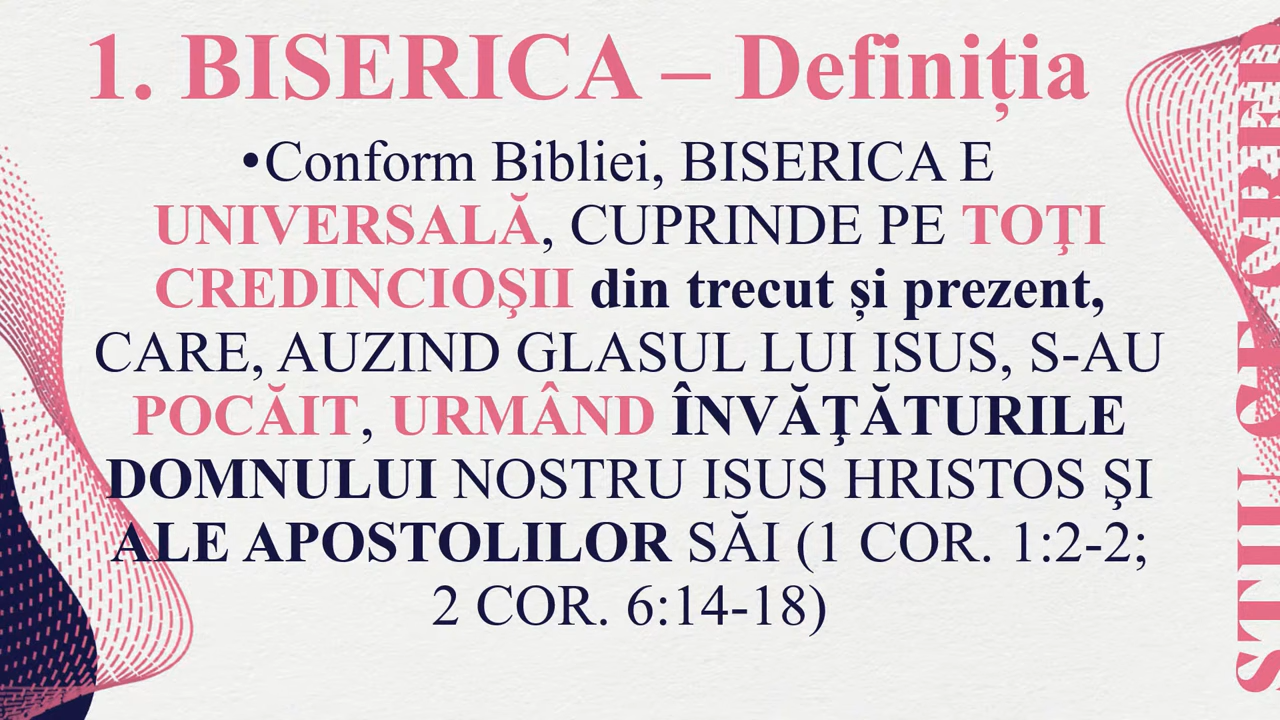 1. BISERICA – Definiția
•Conform Bibliei, BISERICA E
UNIVERSALĂ, CUPRINDE PE TOŢI
CREDINCIOŞII din trecut și prezent,
CARE, AUZIND GLASUL LUI ISUS, S-AU
POCĂIT, URMÂND ÎNVĂŢĂTURILE
DOMNULUI NOSTRU ISUS HRISTOS ŞI
ALE APOSTOLILOR SĂI (1 COR. 1:2-2;
2 COR. 6:14-18)